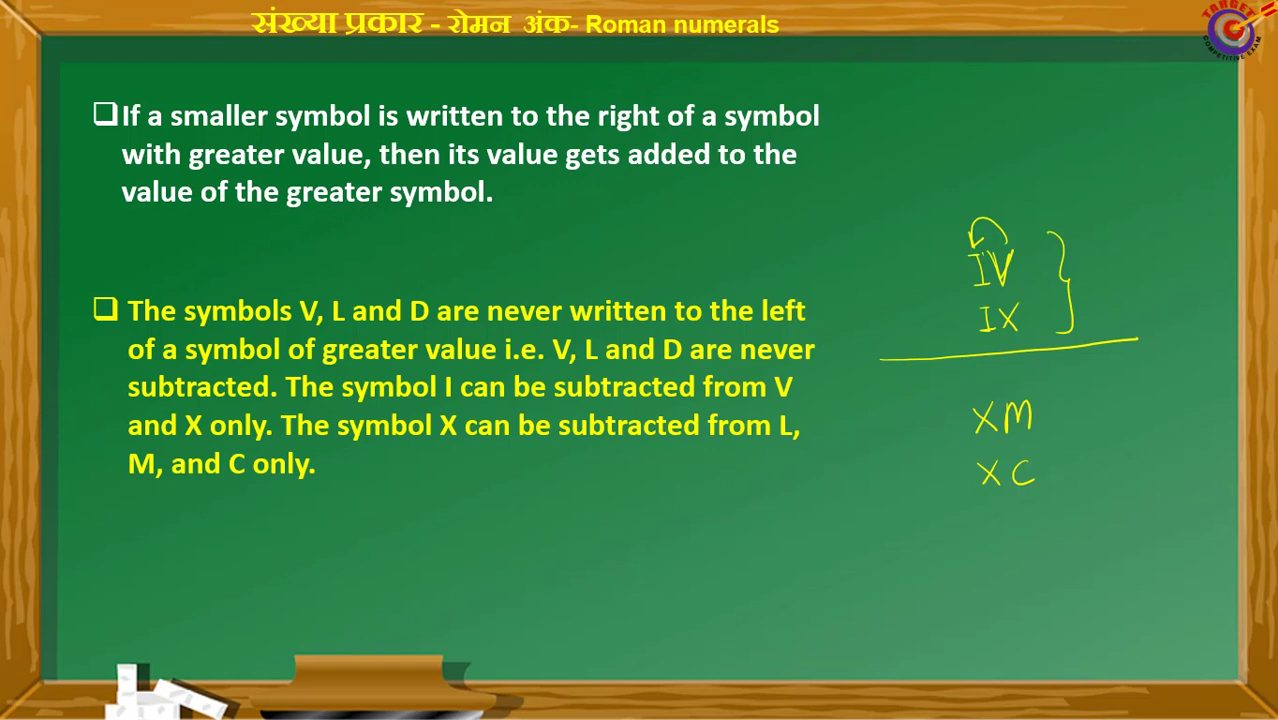 संख्या प्रकार - रोमन अंक- Roman numerals
TARGET
COMPETITIVE EXAM
If a smaller symbol is written to the right of a symbol
with greater value, then its value gets added to the
value of the greater symbol.
IV
IX
The symbols V, L and D are never written to the left
of a symbol of greater value i.e. V, L and D are never
subtracted. The symbol I can be subtracted from V
and X only. The symbol X can be subtracted from L,
M, and C only.
XM
XC